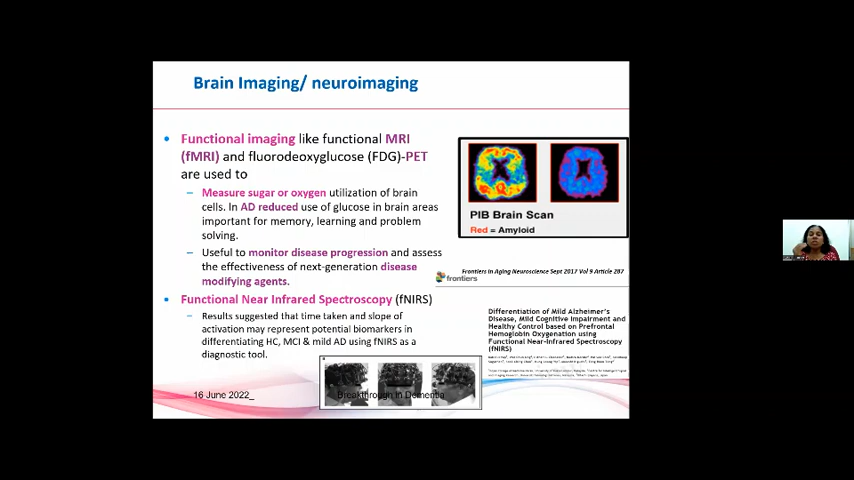 Brain Imaging/ neuroimaging
Functional imaging like functional MRI
(fMRI) and fluorodeoxyglucose (FDG)-PET
are used to
– Measure sugar or oxygen utilization of brain
cells. In AD reduced use of glucose in brain areas
important for memory, learning and problem
solving.
– Useful to monitor disease progression and assess
the effectiveness of next-generation disease
modifying agents.
• Functional Near Infrared Spectroscopy (fNIRS)
– Results suggested that time taken and slope of
activation may represent potential biomarkers in
differentiating HC, MCI & mild AD using fNIRS as a
diagnostic tool.
PIB Brain Scan
Red = Amyloid
Frontiers in Aging Neuroscience Sept 2017 Vol 9 Article 287
frontiers
Differentiation of Mild Alzheimer's
Disease, Mild Cognitive Impairment and
Healthy Control based on Prefrontal
Hemoglobin Oxygenation using
Functional Near-Infrared Spectroscopy
(fNIRS)
16 June 2022_
Breakthrough in Dementia